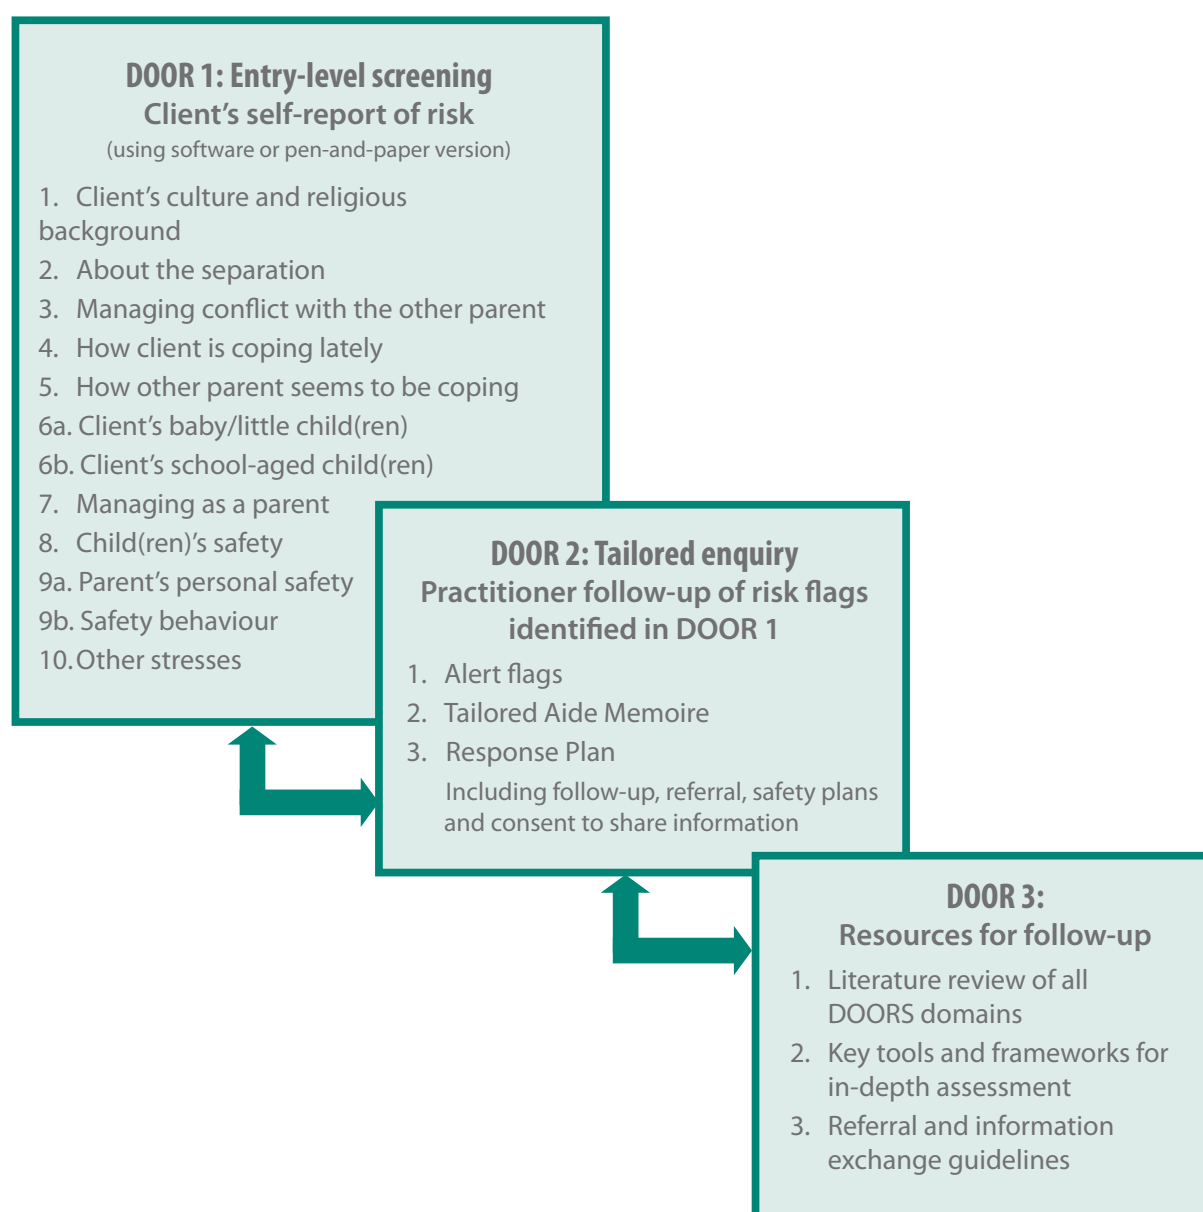 DOOR 1: Entry-level screening
Client’s self-report of risk
(using software or pen-and-paper version)
1. Client’s culture and religious
background
2. About the separation
3. Managing conflict with the other parent
4. How client is coping lately
5. How other parent seems to be coping
6a. Client’s baby/little child(ren)
6b. Client’s school-aged child(ren)
7. Managing as a parent
8. Child(ren)’s safety
9a. Parent’s personal safety
9b. Safety behaviour
10. Other stresses
DOOR 2: Tailored enquiry
Practitioner follow-up of risk flags
identified in DOOR 1
1. Alert flags
2. Tailored Aide Memoire
3. Response Plan
Including follow-up, referral, safety plans
and consent to share information
DOOR 3:
Resources for follow-up
1. Literature review of all
DOORS domains
2. Key tools and frameworks for
in-depth assessment
3. Referral and information
exchange guidelines